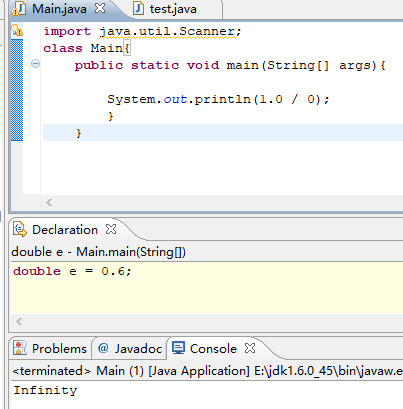 Main.java test.java
import java.util.Scanner;
class Main{
public static void main(String[] args){
System.out.println(1.0 / 0);
}
}
Declaration
double e - Main.main(String[])
double e = 0.6;
Problems @ Javadoc Console
<terminated> Main (1) [Java Application] E:\jdk1.6.0_45\bin\javaw.e
Infinity